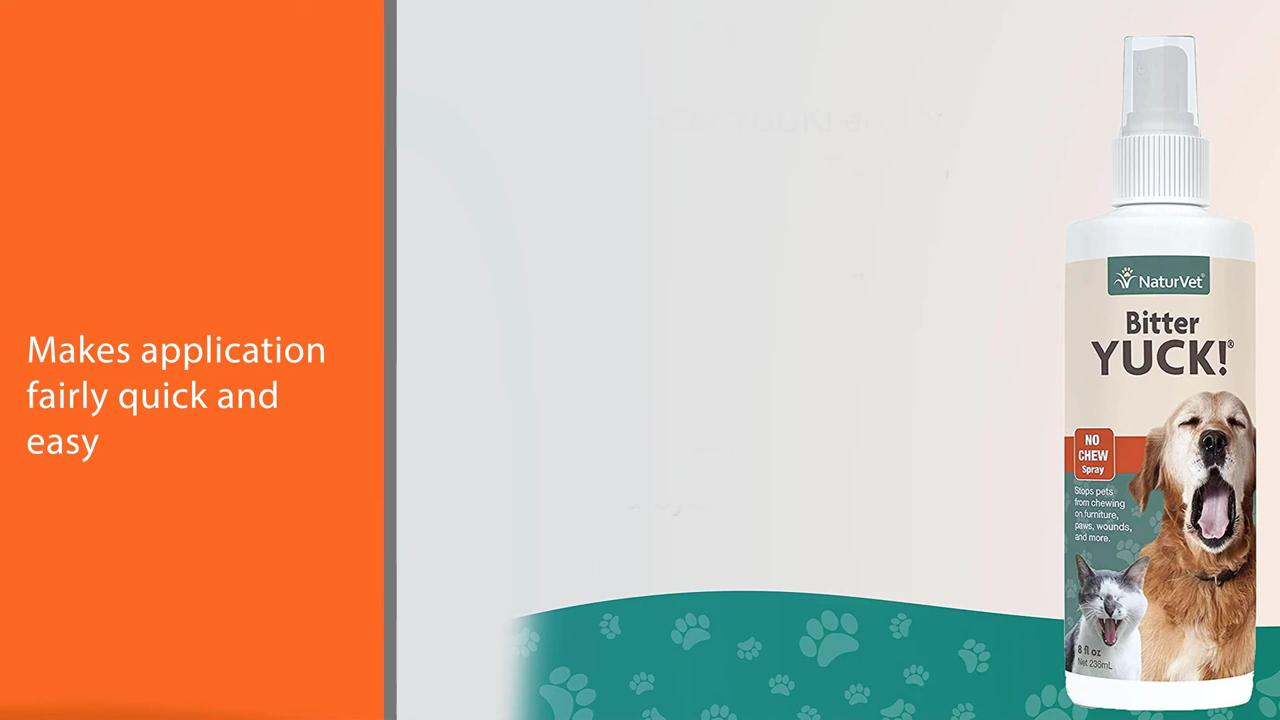 Makes application
fairly quick and
easy
NaturVet®
Bitter
YUCK!®
NO
CHEW
Spray
Stops pets
from chewing
on furniture,
paws, wounds,
and more.
8 fl oz
Net 236mL